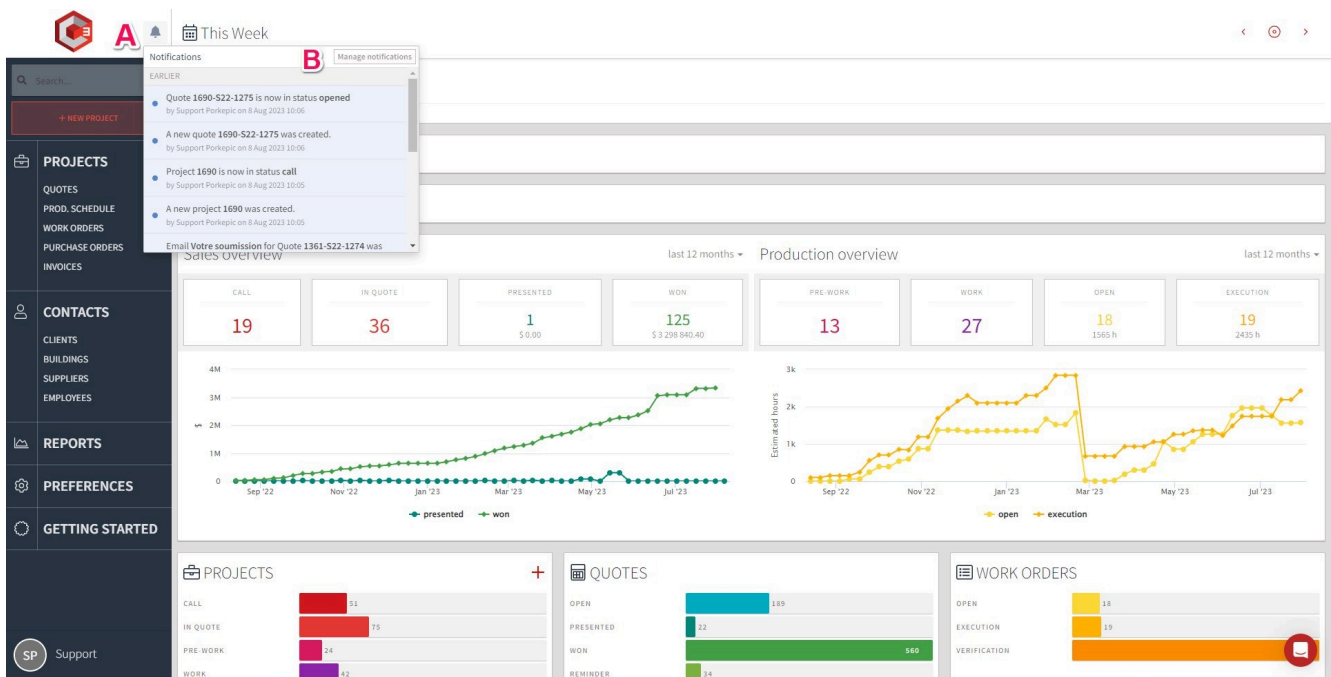 A
This Week
Notifications
B
Manage notifications
EARLIER
Quote 1690-S22-1275 is now in status opened
by Support Porkepic on 8 Aug 2023 10:06
A new quote 1690-S22-1275 was created.
by Support Porkepic on 8 Aug 2023 10:06
Project 1690 is now in status call
by Support Porkepic on 8 Aug 2023 10:05
A new project 1690 was created.
by Support Porkepic on 8 Aug 2023 10:05
Email Votre soumission for Quote 1361-S22-1274 was
Search...
+ NEW PROJECT
PROJECTS
QUOTES
PROD. SCHEDULE
WORK ORDERS
PURCHASE ORDERS
INVOICES
CONTACTS
CLIENTS
BUILDINGS
SUPPLIERS
EMPLOYEES
REPORTS
PREFERENCES
GETTING STARTED
SP
Support
Sales overview
last 12 months
CALL
19
IN QUOTE
36
PRESENTED
1
$ 0.00
WON
125
$ 3 298 840.40
4M
3M
2M
1M
0
$
Sep '22
Nov '22
Jan '23
Mar '23
May '23
Jul '23
presented
won
Production overview
last 12 months
PRE-WORK
13
WORK
27
OPEN
18
1565 h
EXECUTION
19
2435 h
3k
2k
1k
0
Estimated hours
Sep '22
Nov '22
Jan '23
Mar '23
May '23
Jul '23
open
execution
PROJECTS
+
CALL
51
IN QUOTE
75
PRE-WORK
24
WORK
42
QUOTES
OPEN
189
PRESENTED
22
WON
560
REMINDER
34
WORK ORDERS
OPEN
18
EXECUTION
19
VERIFICATION